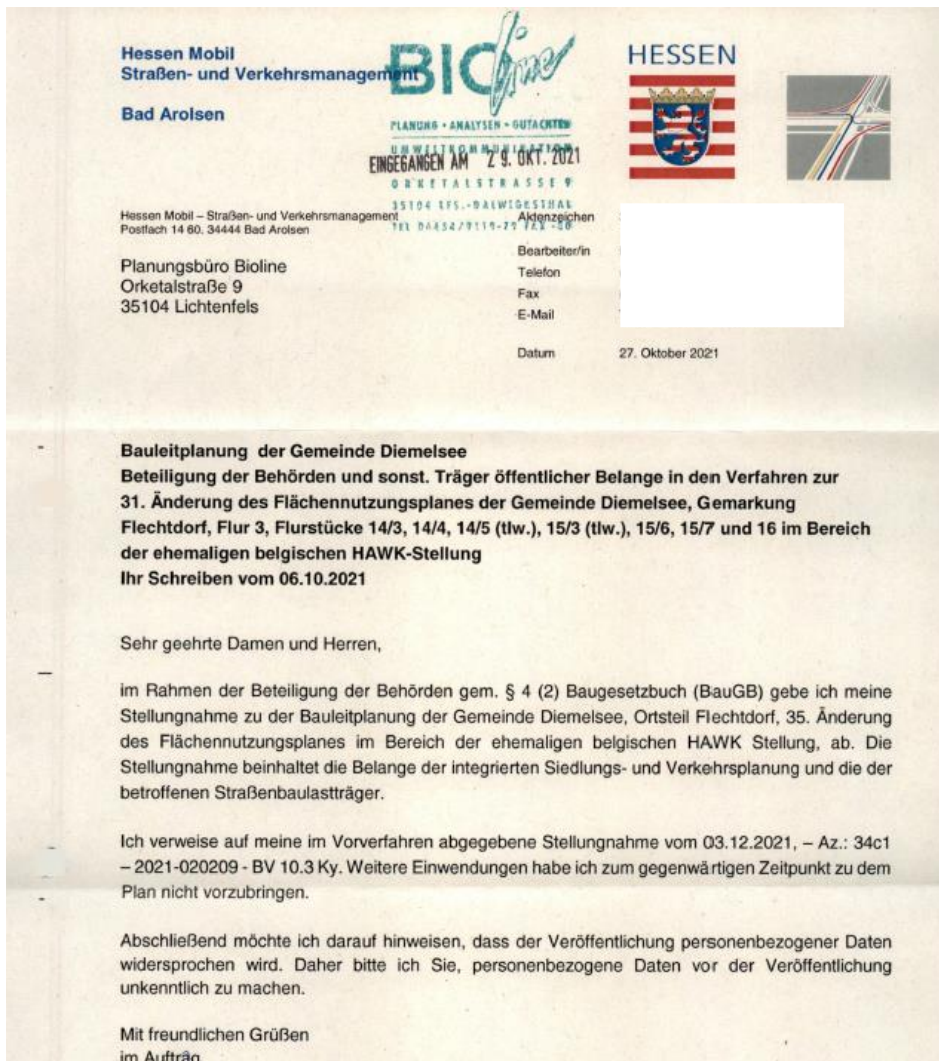 Hessen Mobil
Straßen- und Verkehrsmanagement
Bad Arolsen
BIOline
PLANUNG • ANALYSEN • GUTACHTEN
UMWELTKOMMUNIKATION
EINGEGANGEN AM 29. OKT. 2021
ORKETALSTRASSE 9
35104 LFS.-DALWIGKSTHAL
HESSEN
Hessen Mobil – Straßen- und Verkehrsmanagement
Postfach 14 60. 34444 Bad Arolsen
Planungsbüro Bioline
Orketalstraße 9
35104 Lichtenfels
Aktenzeichen
Bearbeiter/in
Telefon
Fax
E-Mail
Datum 27. Oktober 2021
Bauleitplanung der Gemeinde Diemelsee
Beteiligung der Behörden und sonst. Träger öffentlicher Belange in den Verfahren zur
31. Änderung des Flächennutzungsplanes der Gemeinde Diemelsee, Gemarkung
Flechtdorf, Flur 3, Flurstücke 14/3, 14/4, 14/5 (tlw.), 15/3 (tlw.), 15/6, 15/7 und 16 im Bereich
der ehemaligen belgischen HAWK-Stellung
Ihr Schreiben vom 06.10.2021
Sehr geehrte Damen und Herren,
im Rahmen der Beteiligung der Behörden gem. § 4 (2) Baugesetzbuch (BauGB) gebe ich meine
Stellungnahme zu der Bauleitplanung der Gemeinde Diemelsee, Ortsteil Flechtdorf, 35. Änderung
des Flächennutzungsplanes im Bereich der ehemaligen belgischen HAWK Stellung, ab. Die
Stellungnahme beinhaltet die Belange der integrierten Siedlungs- und Verkehrsplanung und die der
betroffenen Straßenbaulastträger.
Ich verweise auf meine im Vorverfahren abgegebene Stellungnahme vom 03.12.2021, – Az.: 34c1
– 2021-020209 - BV 10.3 Ky. Weitere Einwendungen habe ich zum gegenwärtigen Zeitpunkt zu dem
Plan nicht vorzubringen.
Abschließend möchte ich darauf hinweisen, dass der Veröffentlichung personenbezogener Daten
widersprochen wird. Daher bitte ich Sie, personenbezogene Daten vor der Veröffentlichung
unkenntlich zu machen.
Mit freundlichen Grüßen
im Auftrag